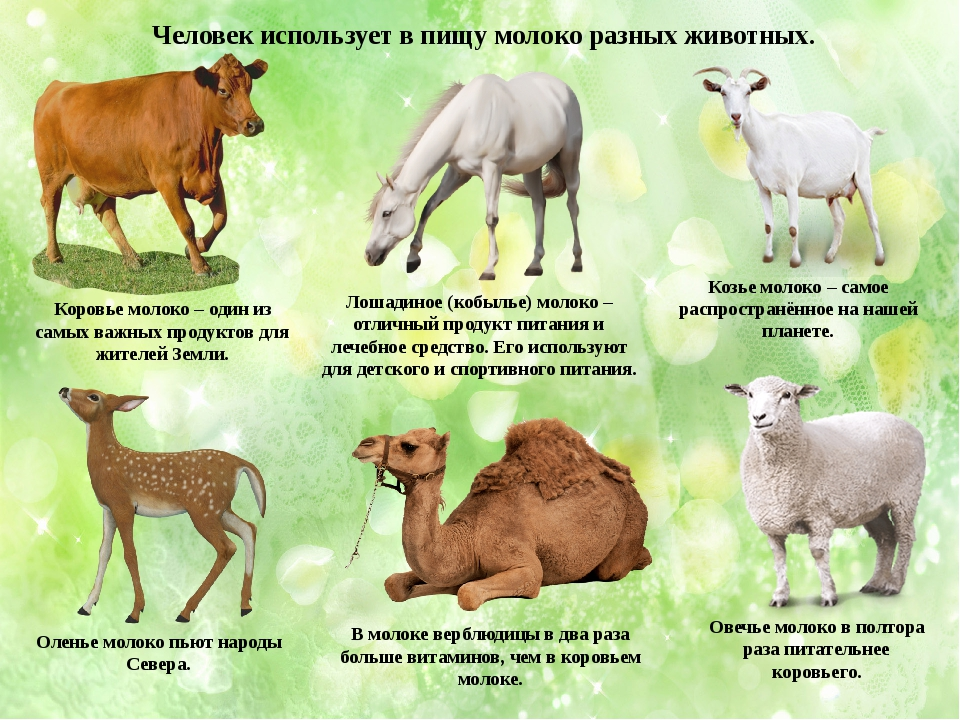 Человек использует в пищу молоко разных животных.
Коровье молоко – один из
самых важных продуктов для
жителей Земли.
Лошадиное (кобылье) молоко –
отличный продукт питания и
лечебное средство. Его используют
для детского и спортивного питания.
Козье молоко – самое
распространённое на нашей
планете.
Оленье молоко пьют народы
Севера.
В молоке верблюдицы в два раза
больше витаминов, чем в коровьем
молоке.
Овечье молоко в полтора
раза питательнее
коровьего.